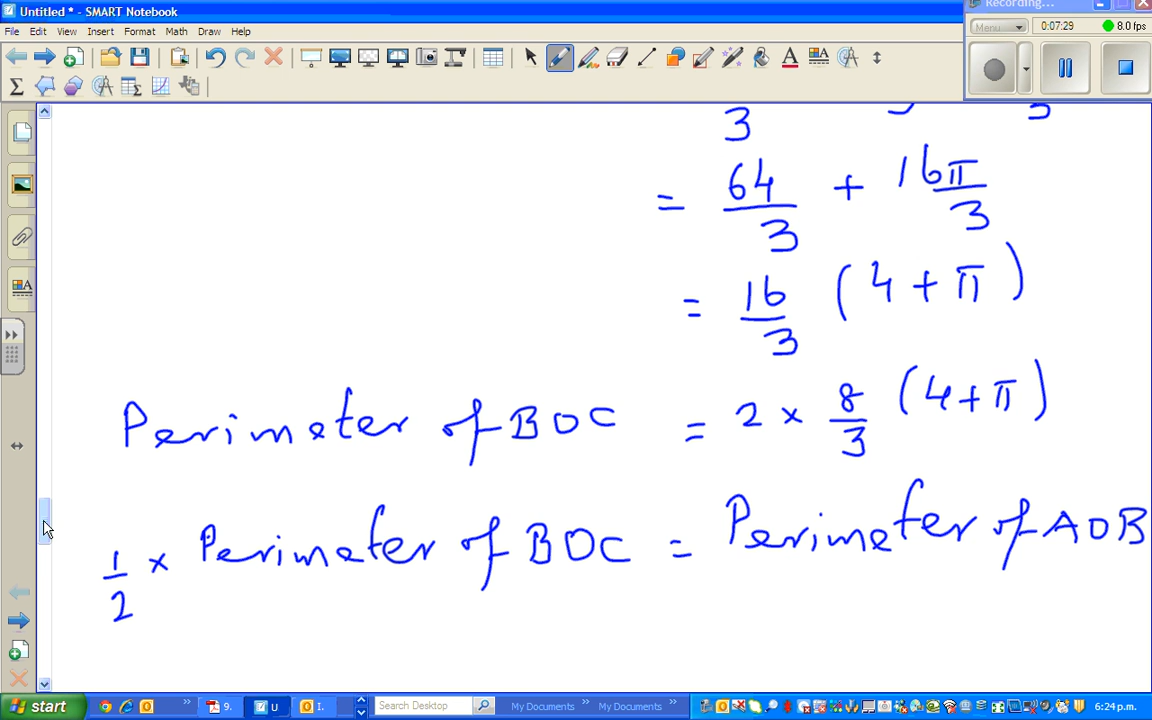 Untitled * - SMART Notebook
Recording...
File Edit View Insert Format Math Draw Help
Menu 0:07:29 8.0 fps
3 3
= 64/3 + 16π/3
= 16/3 (4 + π)
Perimeter of BOC = 2 × 8/3 (4+π)
1/2 × Perimeter of BOC = Perimeter of AOB
start 9. U I. Search Desktop My Documents » My Documents » 6:24 p.m.